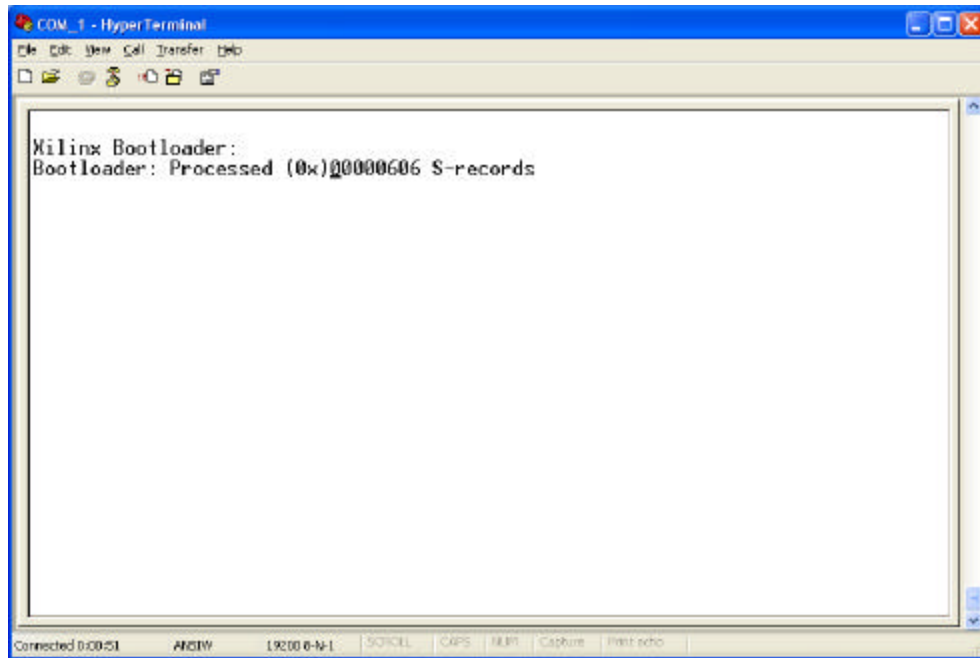 COM_1 - HyperTerminal
File Edit View Call Transfer Help
Xilinx Bootloader:
Bootloader: Processed (0x)00000606 S-records
Connected 0:00:51 ANSIW 19200 8-N-1 SCROLL CAPS NUM Capture Print echo